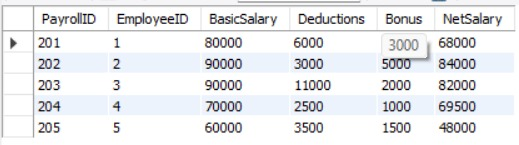 PayrollID EmployeeID BasicSalary Deductions Bonus NetSalary
201 1 80000 6000 3000 68000
202 2 90000 3000 5000 84000
203 3 90000 11000 2000 82000
204 4 70000 2500 1000 69500
205 5 60000 3500 1500 48000